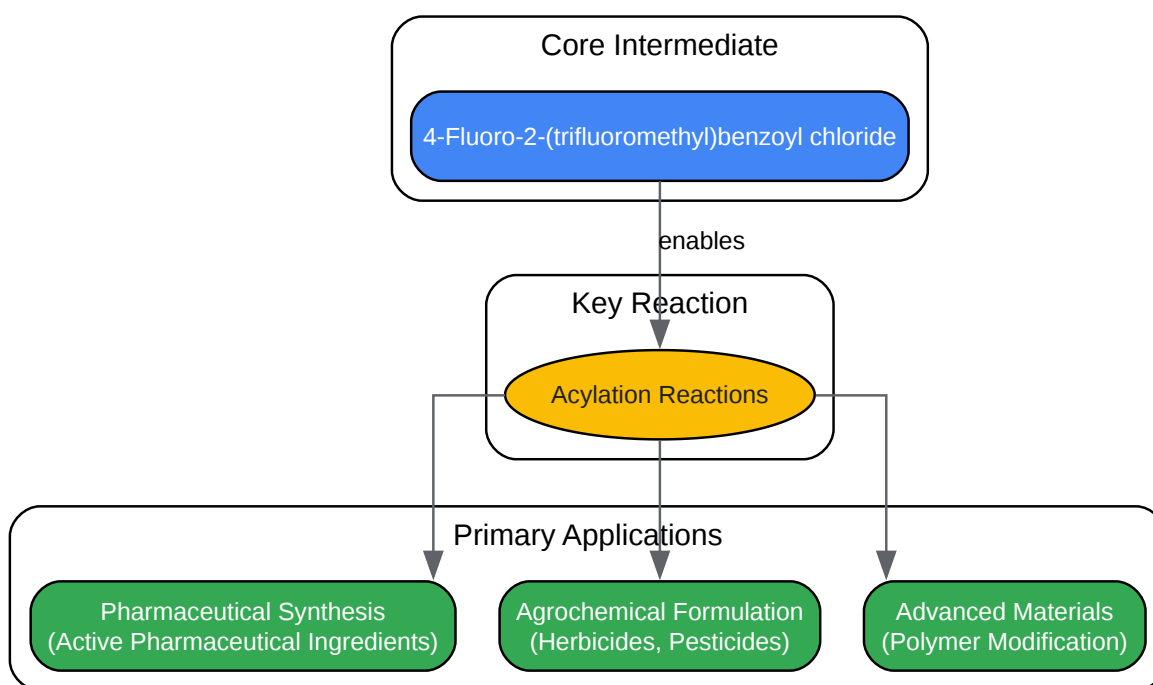 Core Intermediate
4-Fluoro-2-(trifluoromethyl)benzoyl chloride
enables
Key Reaction
Acylation Reactions
Primary Applications
Pharmaceutical Synthesis
(Active Pharmaceutical Ingredients)
Agrochemical Formulation
(Herbicides, Pesticides)
Advanced Materials
(Polymer Modification)